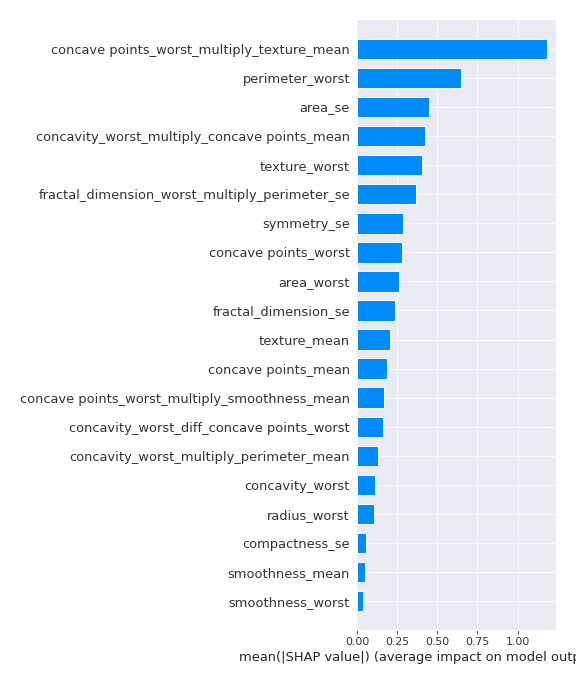 concave points_worst_multiply_texture_mean
perimeter_worst
area_se
concavity_worst_multiply_concave points_mean
texture_worst
fractal_dimension_worst_multiply_perimeter_se
symmetry_se
concave points_worst
area_worst
fractal_dimension_se
texture_mean
concave points_mean
concave points_worst_multiply_smoothness_mean
concavity_worst_diff_concave points_worst
concavity_worst_multiply_perimeter_mean
concavity_worst
radius_worst
compactness_se
smoothness_mean
smoothness_worst
0.00 0.25 0.50 0.75 1.00
mean(|SHAP value|) (average impact on model outp